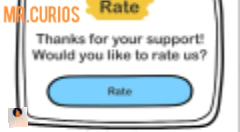 Rate
MR.CURIOS
Thanks for your support!
Would you like to rate us?
Rate